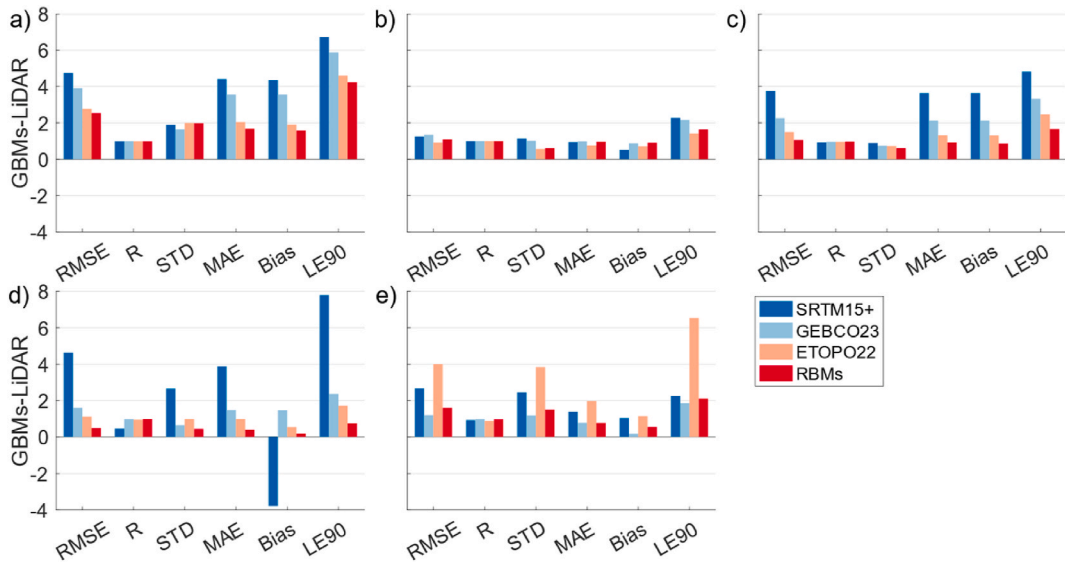 a)
b)
c)
GBMs-LiDAR
8
6
4
2
0
-2
-4
RMSE R STD MAE Bias LE90
RMSE R STD MAE Bias LE90
RMSE R STD MAE Bias LE90
d)
e)
GBMs-LiDAR
8
6
4
2
0
-2
-4
RMSE R STD MAE Bias LE90
RMSE R STD MAE Bias LE90
SRTM15+
GEBCO23
ETOPO22
RBMs